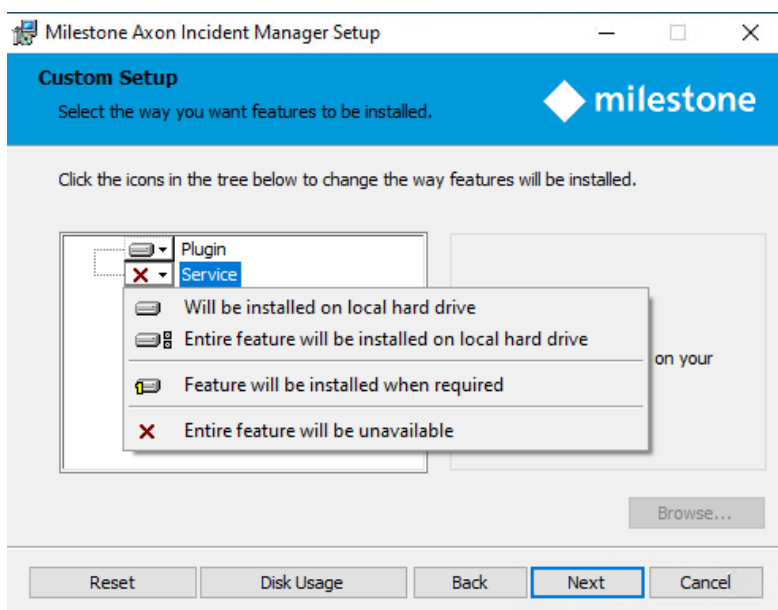 Milestone Axon Incident Manager Setup
Custom Setup
Select the way you want features to be installed.
milestone
Click the icons in the tree below to change the way features will be installed.
Plugin
Service
Will be installed on local hard drive
Entire feature will be installed on local hard drive
on your
Feature will be installed when required
Entire feature will be unavailable
Browse...
Reset
Disk Usage
Back
Next
Cancel